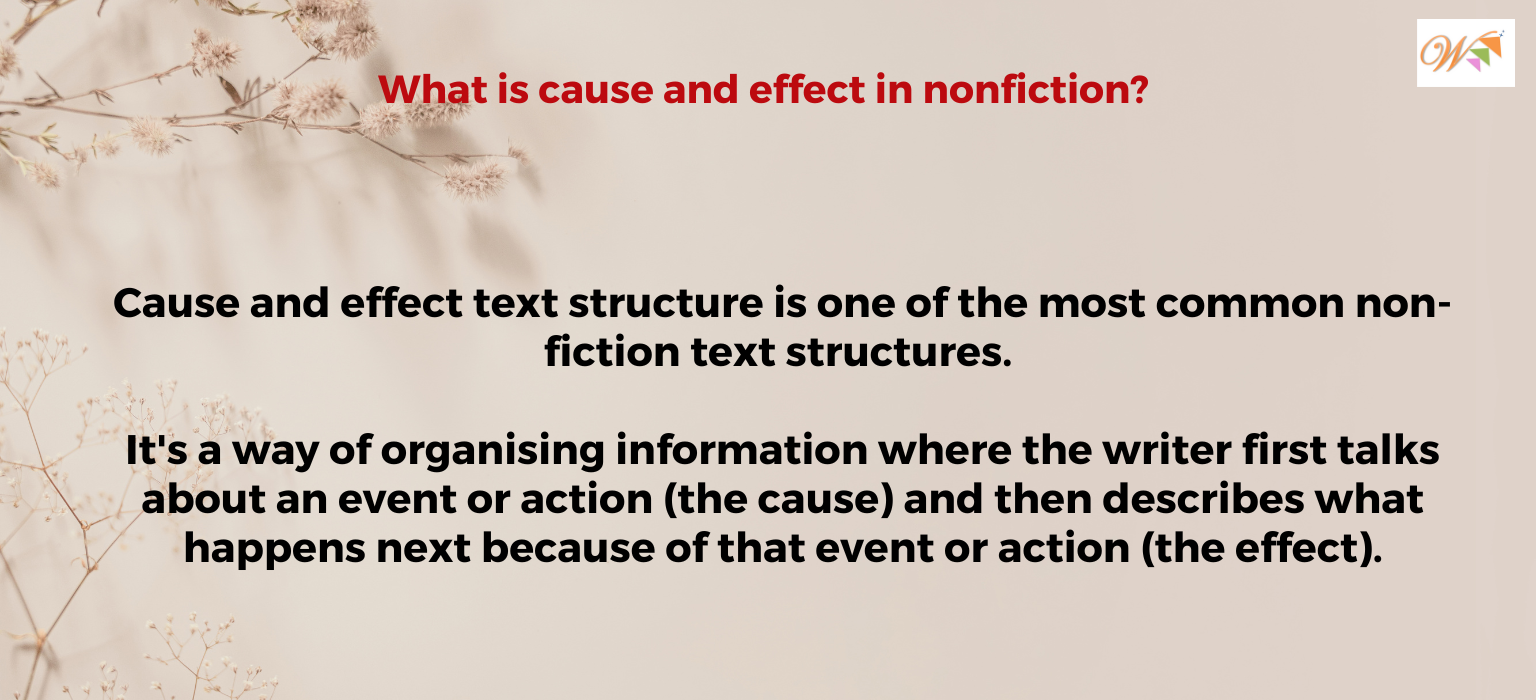 What is cause and effect in nonfiction?
W
Cause and effect text structure is one of the most common non-
fiction text structures.
It's a way of organising information where the writer first talks
about an event or action (the cause) and then describes what
happens next because of that event or action (the effect).